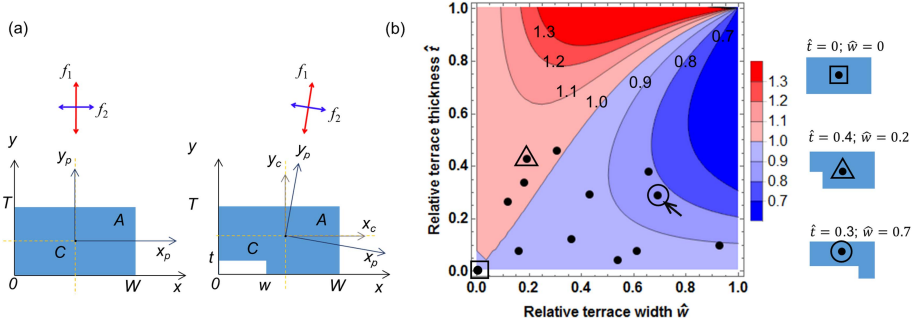 (a)
f1
f2
y
yp
T
A
C
xp
0
W
x
f1
f2
y
yc
yp
T
A
C
xc
xp
t
0
w
W
x
(b)
Relative terrace thickness t̂
1.0
0.8
0.6
0.4
0.2
0.0
1.3
1.2
1.1
1.0
0.9
0.8
0.7
0.0 0.2 0.4 0.6 0.8 1.0
Relative terrace width ŵ
1.3
1.2
1.1
1.0
0.9
0.8
0.7
t̂ = 0; ŵ = 0
t̂ = 0.4; ŵ = 0.2
t̂ = 0.3; ŵ = 0.7